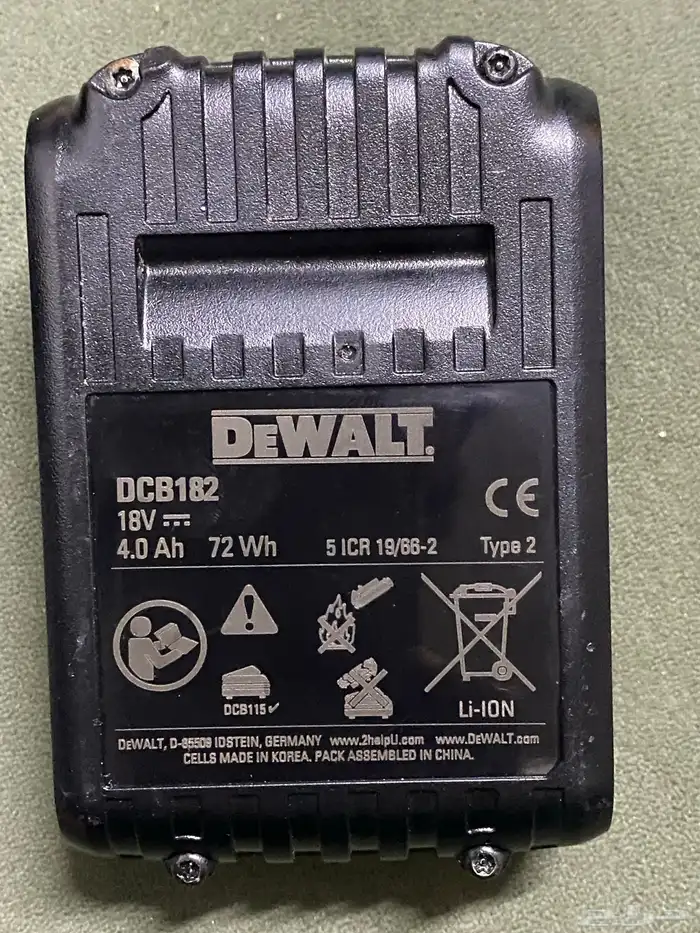 DEWALT.
DCB182
CE
18V
4.0 Ah 72 Wh 5 ICR 19/66-2 Type 2
DCB115✓
Li-ION
DEWALT, D-65509 IDSTEIN, GERMANY www.2helpU.com www.DEWALT.com
CELLS MADE IN KOREA. PACK ASSEMBLED IN CHINA.